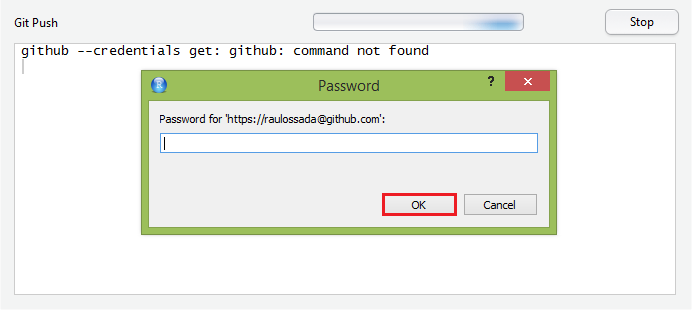 Git Push
Stop
github --credentials get: github: command not found
R
Password
?
Password for 'https://raulossada@github.com':
OK
Cancel